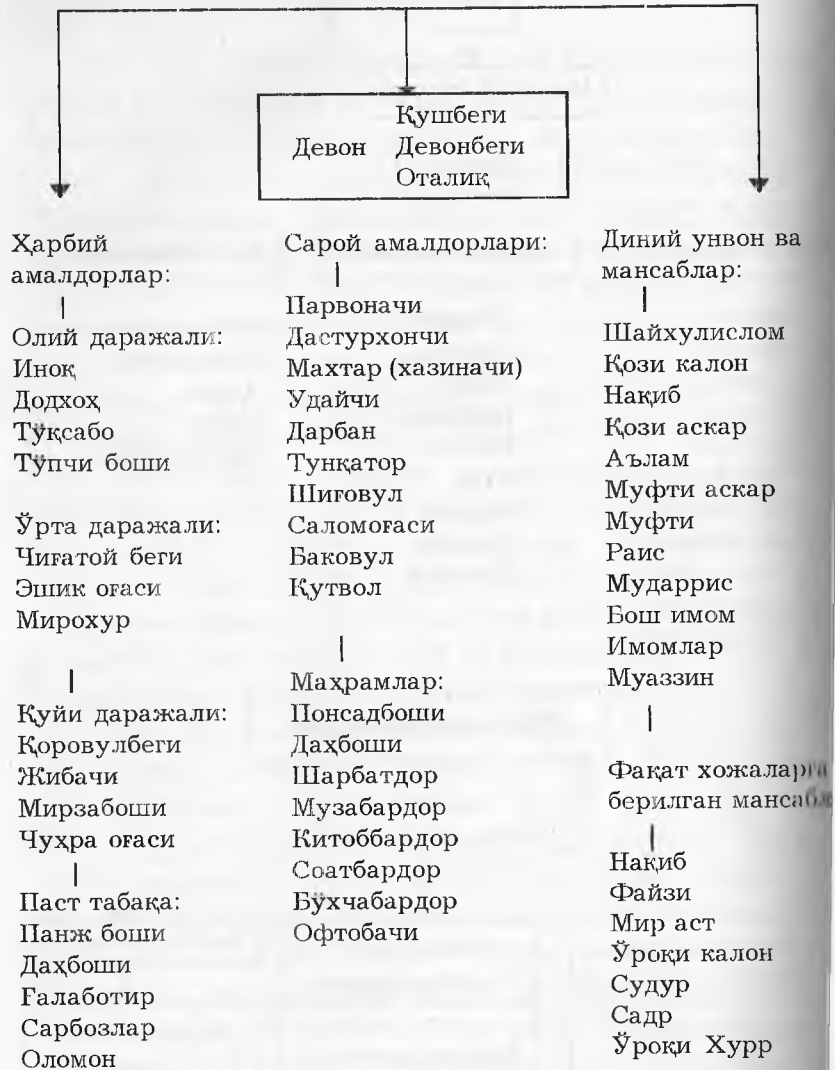 Қушбеги
Девон Девонбеги
Оталиқ
Ҳарбий
амалдорлар:
Олий даражали:
Иноқ
Додхоҳ
Тўқсабо
Тўпчи боши
Ўрта даражали:
Чиғатой беги
Эшик оғаси
Мирохур
Қуйи даражали:
Қоровулбеги
Жибачи
Мирзабоши
Чуҳра оғаси
Паст табақа:
Панж боши
Даҳбоши
Ғалаботир
Сарбозлар
Оломон
Сарой амалдорлари:
Парвоначи
Дастурхончи
Махтар (хазиначи)
Удайчи
Дарбан
Тунқатор
Шиғовул
Саломоғаси
Баковул
Қутвол
Маҳрамлар:
Понсадбоши
Даҳбоши
Шарбатдор
Музабардор
Китоббардор
Соатбардор
Бўхчабардор
Офтобачи
Диний унвон ва
мансаблар:
Шайхулислом
Қози калон
Нақиб
Қози аскар
Аълам
Муфти аскар
Муфти
Раис
Мударрис
Бош имом
Имомлар
Муаззин
Фақат хожаларга
берилган
Нақиб
Файзи
Мир аст
Ўроқи калон
Судур
Садр
Ўроқи Хурр